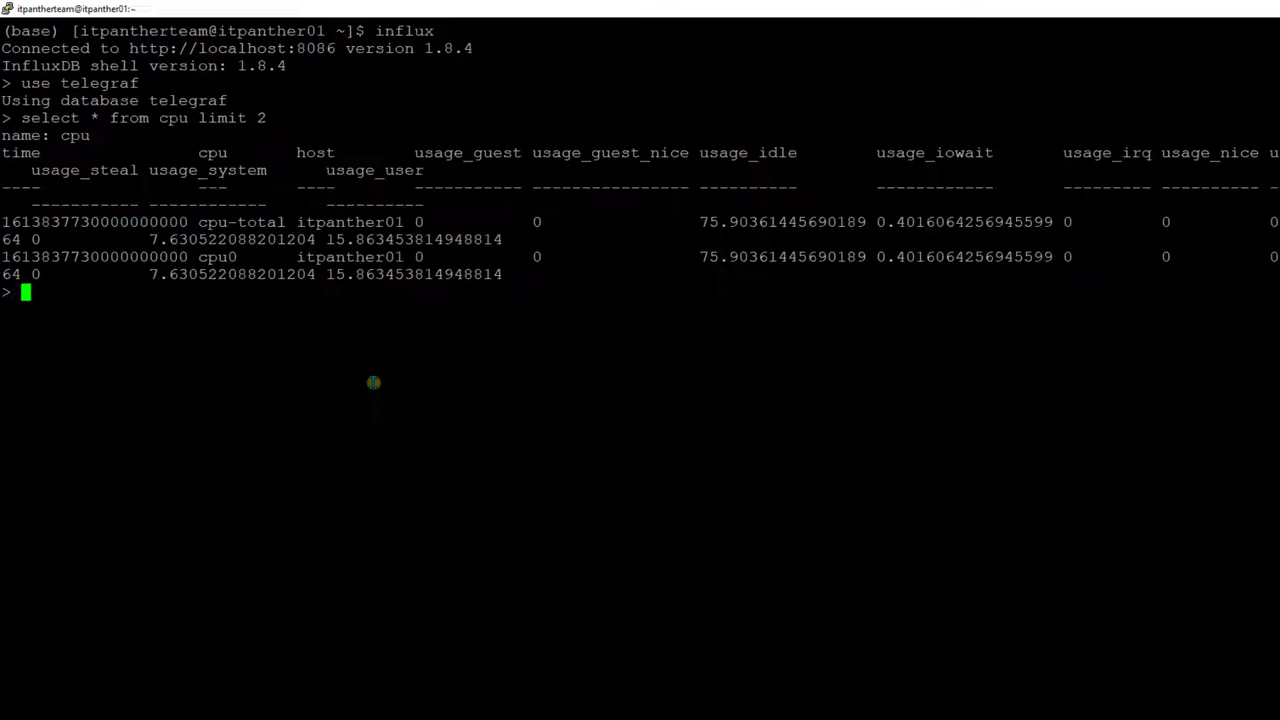 itpantherteam@itpanther01:~
(base) [itpantherteam@itpanther01 ~]$ influx
Connected to http://localhost:8086 version 1.8.4
InfluxDB shell version: 1.8.4
> use telegraf
Using database telegraf
> select * from cpu limit 2
name: cpu
time cpu host usage_guest usage_guest_nice usage_idle usage_iowait usage_irq usage_nice u
usage_steal usage_system usage_user
---- --- ---- ----------- ---------------- ---------- ------------ --------- ---------- -
----------- ------------ ----------
1613837730000000000 cpu-total itpanther01 0 0 75.90361445690189 0.4016064256945599 0 0 0
64 0 7.630522088201204 15.863453814948814
1613837730000000000 cpu0 itpanther01 0 0 75.90361445690189 0.4016064256945599 0 0 0
64 0 7.630522088201204 15.863453814948814
>